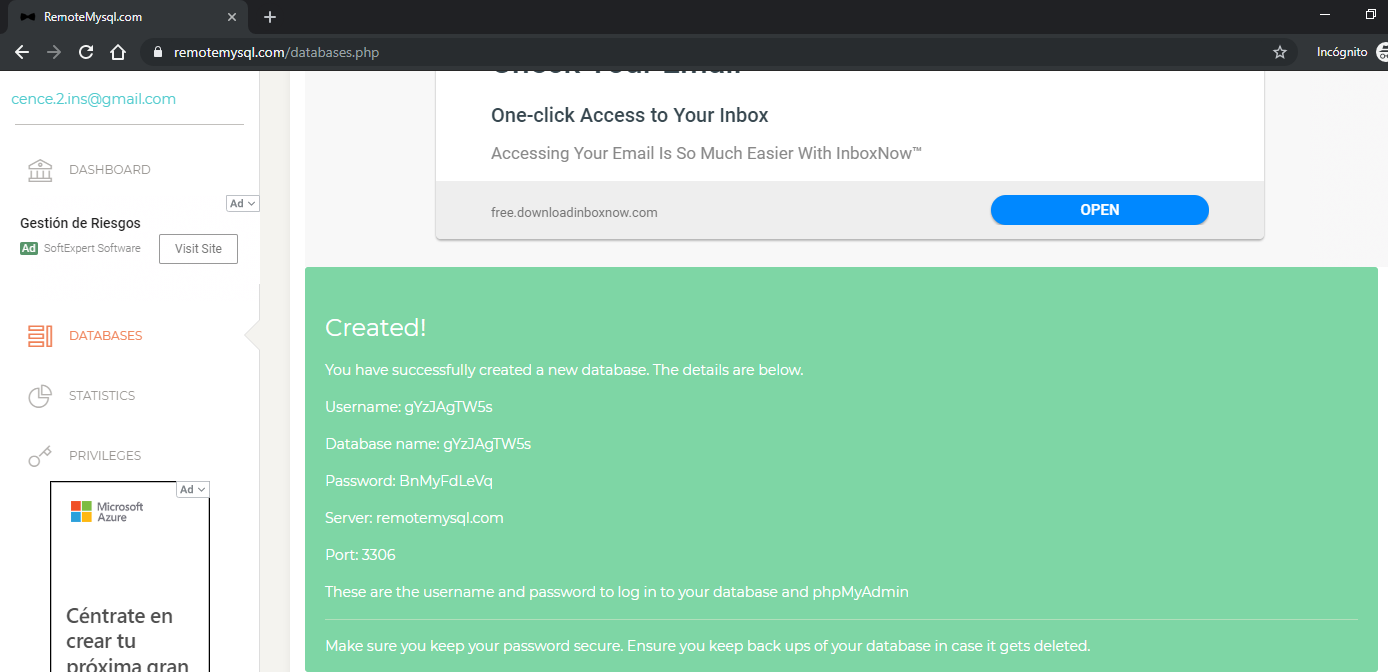 RemoteMysql.com
remotemysql.com/databases.php
Incógnito
cence.2.ins@gmail.com
DASHBOARD
Ad
Gestión de Riesgos
Ad SoftExpert Software
Visit Site
DATABASES
STATISTICS
PRIVILEGES
Ad
Microsoft
Azure
Céntrate en
crear tu
próxima gran
Check Your Email
One-click Access to Your Inbox
Accessing Your Email Is So Much Easier With InboxNow™
free.downloadinboxnow.com
OPEN
Created!
You have successfully created a new database. The details are below.
Username: gYzJAgTW5s
Database name: gYzJAgTW5s
Password: BnMyFdLeVq
Server: remotemysql.com
Port: 3306
These are the username and password to log in to your database and phpMyAdmin
Make sure you keep your password secure. Ensure you keep back ups of your database in case it gets deleted.